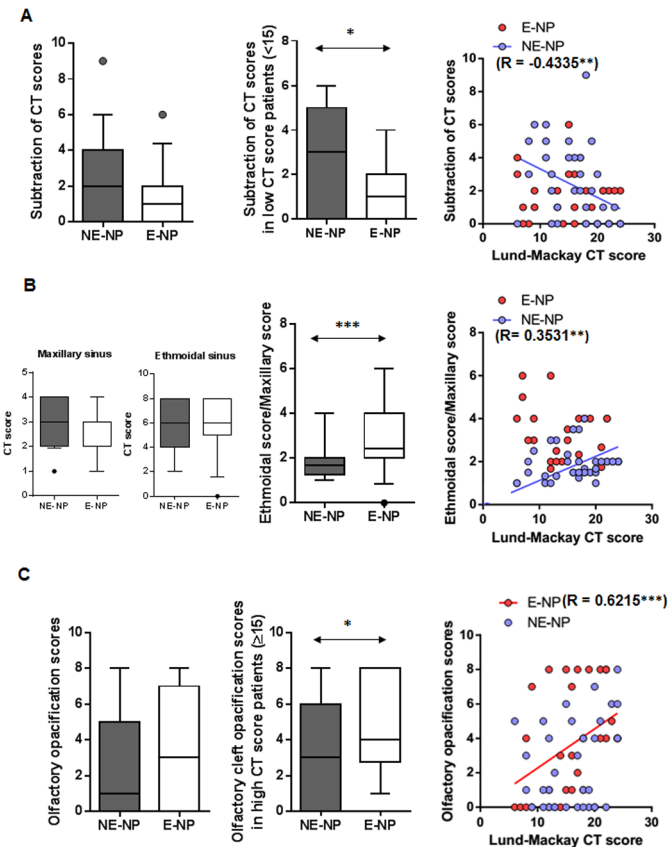 A
Subtraction of CT scores
10
8
6
4
2
0
NE-NP
E-NP
Subtraction of CT scores
in low CT score patients (<15)
8
6
4
2
0
*
NE-NP
E-NP
E-NP
NE-NP
(R = -0.4335**)
Subtraction of CT scores
10
8
6
4
2
0
0
10
20
30
Lund-Mackay CT score
B
Maxillary sinus
CT score
5
4
3
2
1
0
NE-NP
E-NP
Ethmoidal sinus
CT score
10
8
6
4
2
0
NE-NP
E-NP
Ethmoidal score/Maxillary score
8
6
4
2
0
***
NE-NP
E-NP
E-NP
NE-NP
(R= 0.3531**)
Ethmoidal score/Maxillary score
8
6
4
2
0
0
10
20
30
Lund-Mackay CT score
C
Olfactory opacification scores
10
8
6
4
2
0
NE-NP
E-NP
Olfactory cleft opacification scores
in high CT score patients (≥15)
10
8
6
4
2
0
*
NE-NP
E-NP
E-NP (R = 0.6215***)
NE-NP
Olfactory opacification scores
10
8
6
4
2
0
0
10
20
30
Lund-Mackay CT score